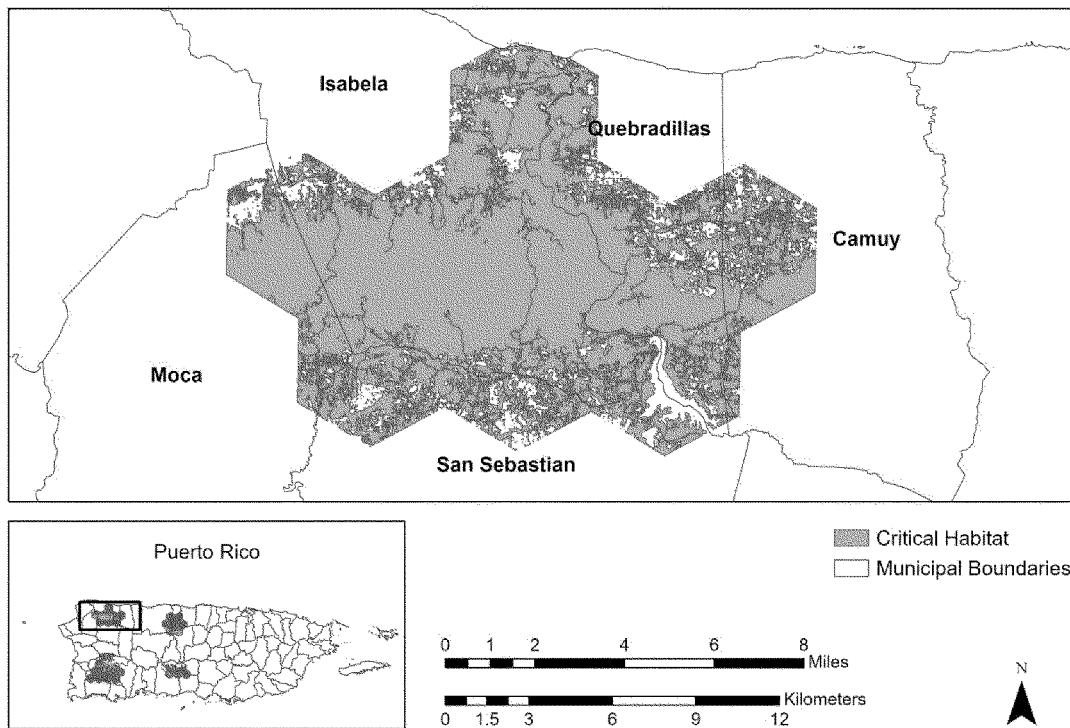 Isabela
Quebradillas
Camuy
Moca
San Sebastian
Puerto Rico
Critical Habitat
Municipal Boundaries
0 1 2 4 6 8
Miles
Kilometers
0 1.5 3 6 9 12
N